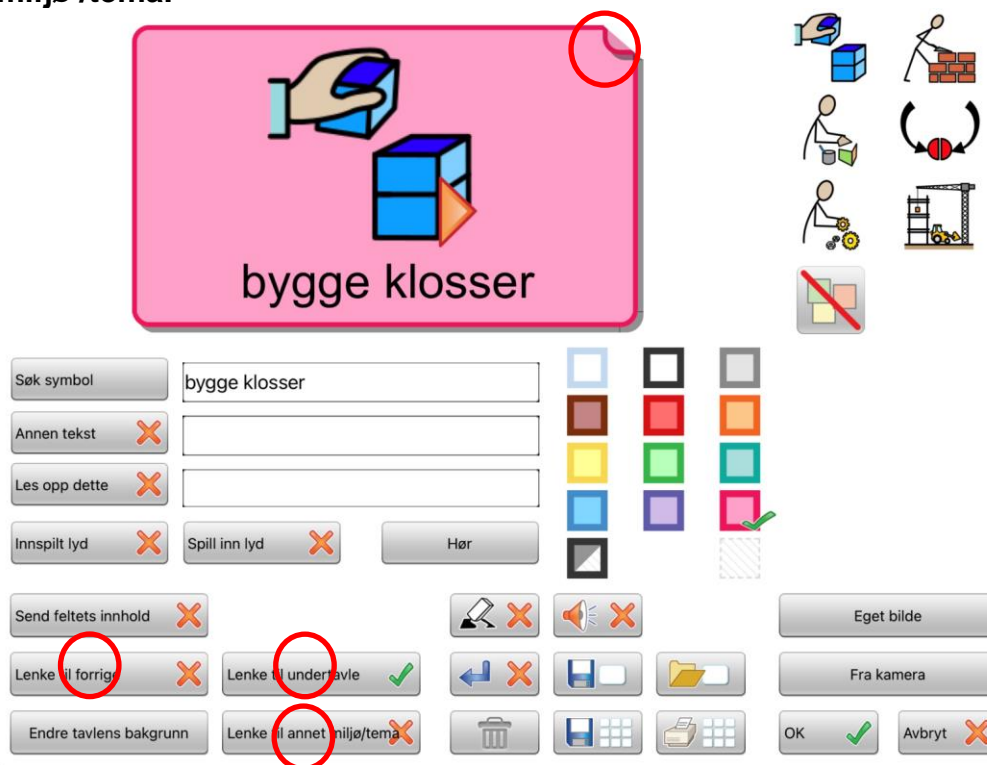 bygge klosser
Søk symbol
bygge klosser
Annen tekst
Les opp dette
Innspilt lyd
Spill inn lyd
Hør
Send feltets innhold
Eget bilde
Lenke til forrige
Lenke til undertavle
Fra kamera
Endre tavlens bakgrunn
Lenke til annet miljø/tema
OK
Avbryt